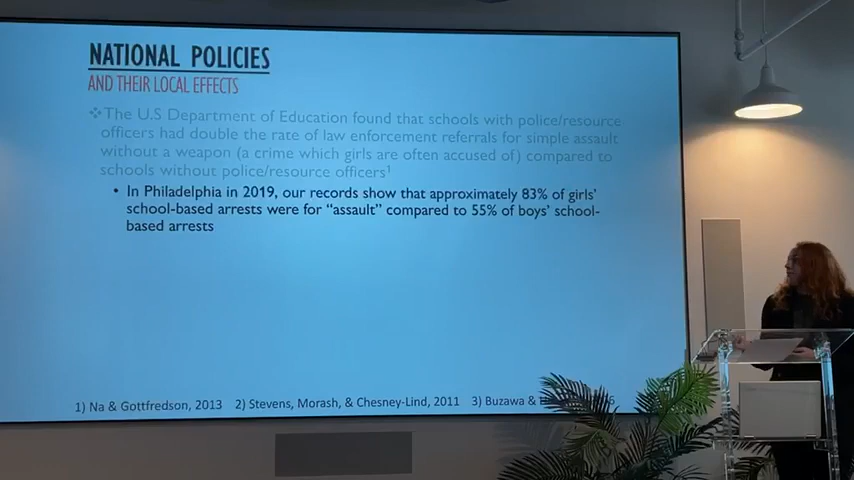 NATIONAL POLICIES
AND THEIR LOCAL EFFECTS
❖The U.S Department of Education found that schools with police/resource
officers had double the rate of law enforcement referrals for simple assault
without a weapon (a crime which girls are often accused of) compared to
schools without police/resource officers¹
• In Philadelphia in 2019, our records show that approximately 83% of girls’
school-based arrests were for “assault” compared to 55% of boys’ school-
based arrests
1) Na & Gottfredson, 2013 2) Stevens, Morash, & Chesney-Lind, 2011 3) Buzawa &